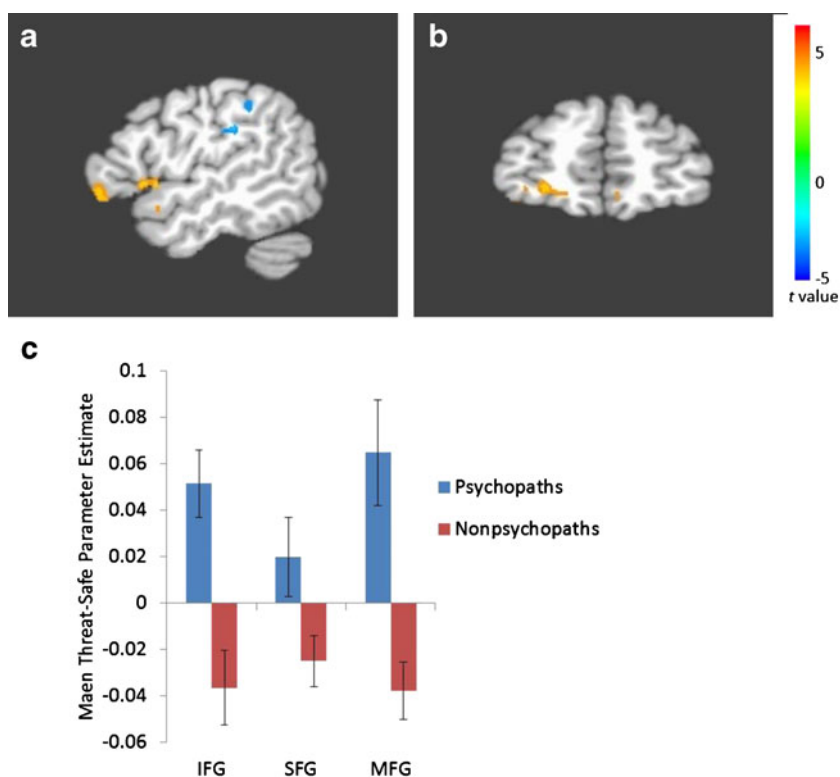 a
b
5
0
-5
t value
c
Maen Threat-Safe Parameter Estimate
0.1
0.08
0.06
0.04
0.02
0
-0.02
-0.04
-0.06
IFG
SFG
MFG
Psychopaths
Nonpsychopaths